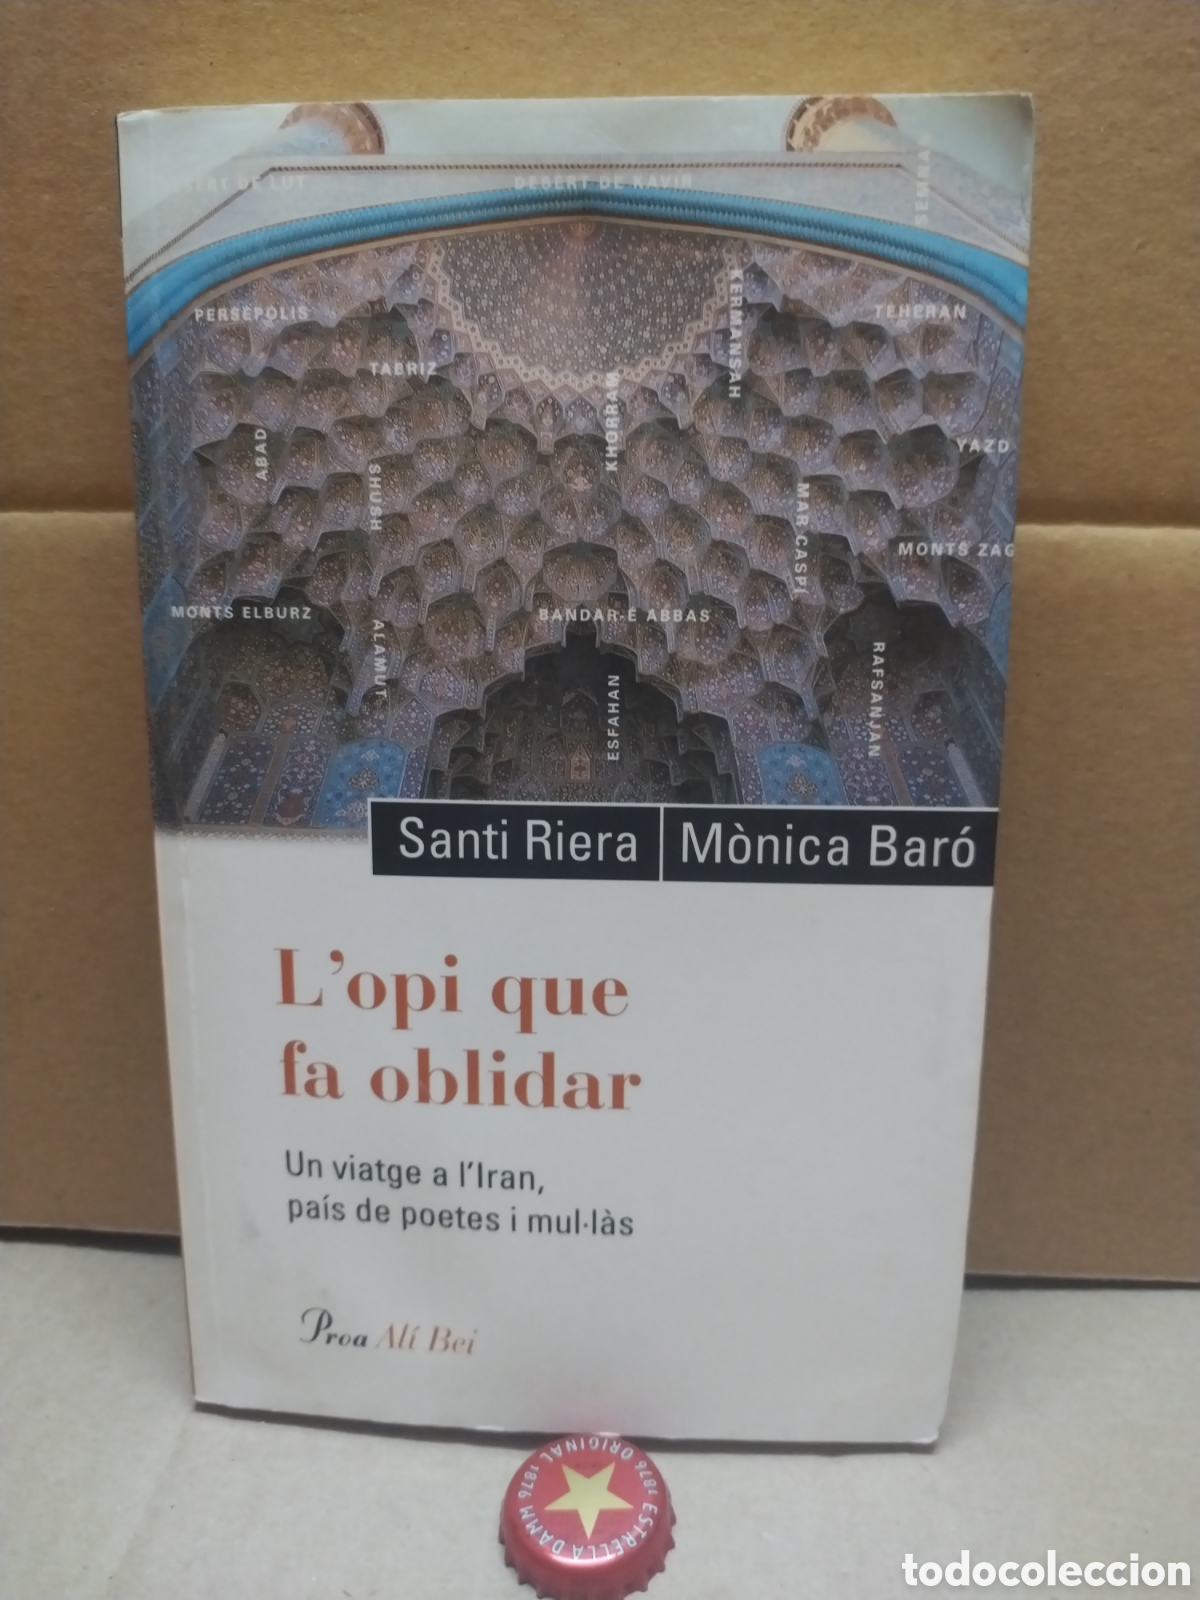 DESERT DE LUT
DESERT DE KAVIR
SEMNAN
PERSÈPOLIS
KERMANSAH
TEHERAN
TABRIZ
KHORRAM
ABAD
YAZD
SHUSH
MAR CASPI
MONTS ZAG
MONTS ELBURZ
BANDAR-E ABBAS
ALAMUT
ESFAHAN
RAFSANJAN
Santi Riera | Mònica Baró
L'opi que
fa oblidar
Un viatge a l'Iran,
país de poetes i mul·làs
Proa Alí Bei
ESTRELLA DAMM 1876 ORIGINAL 1876
todocoleccion